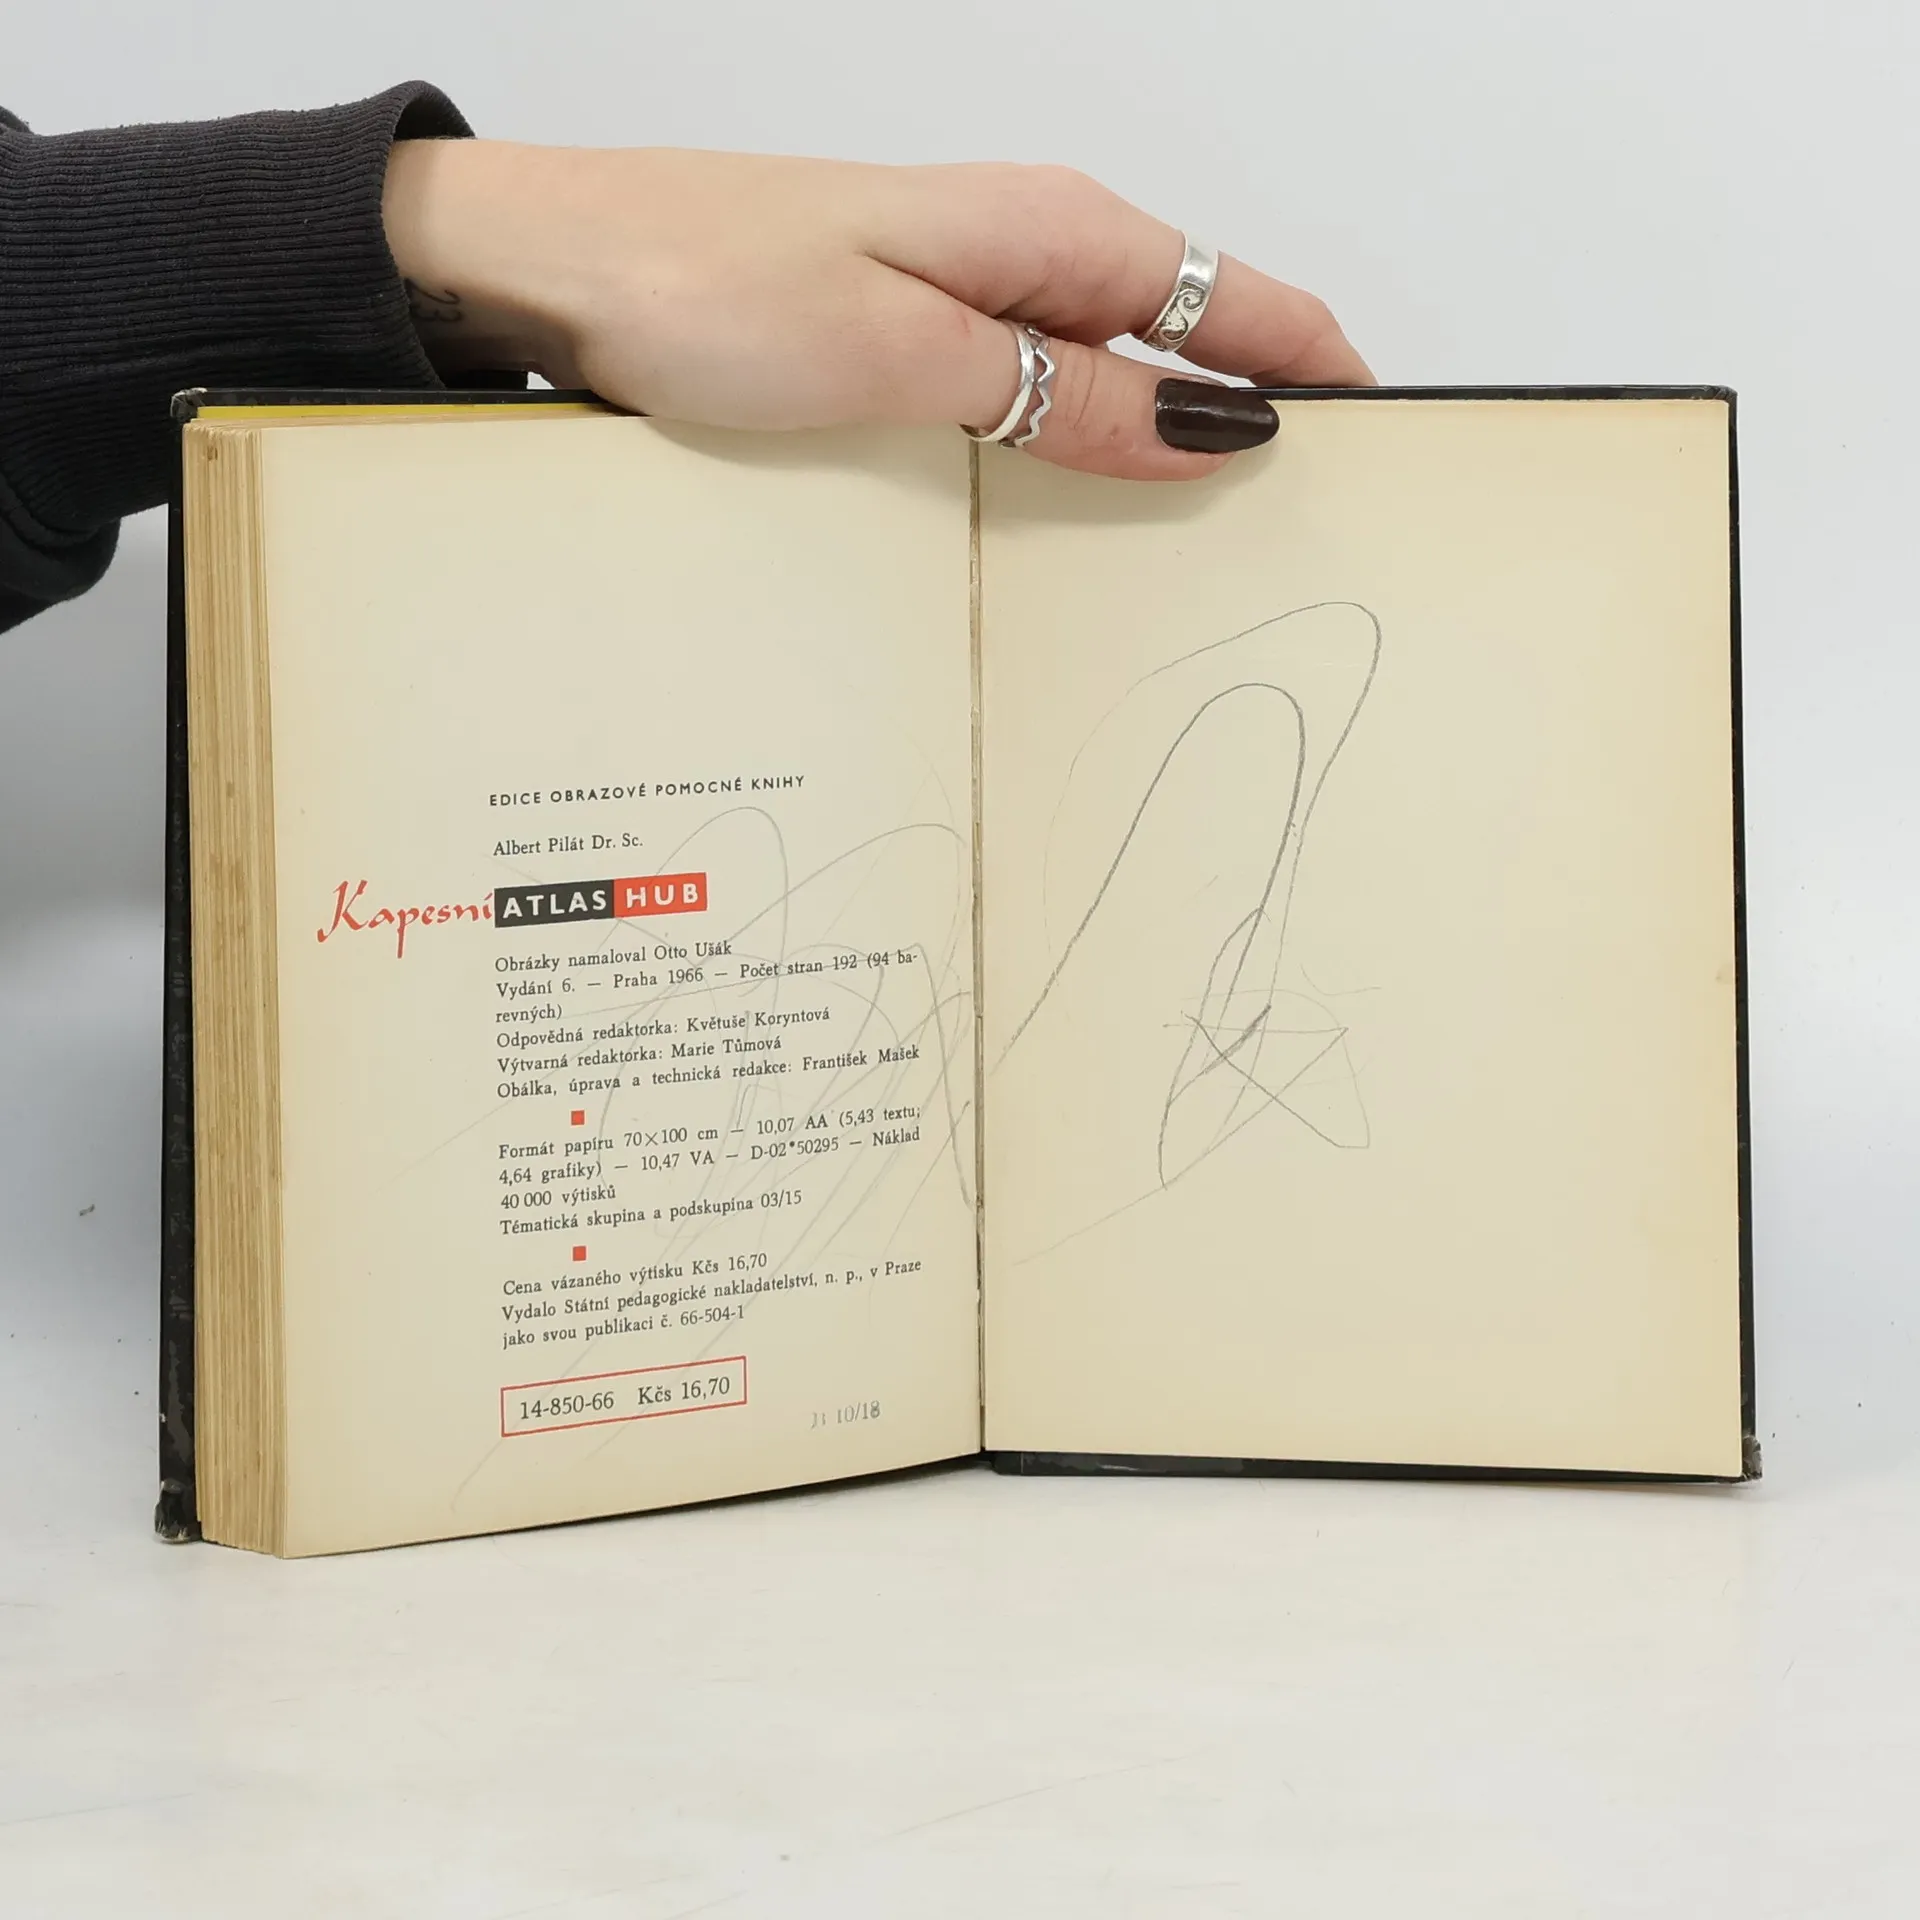 23
EDICE OBRAZOVÉ POMOCNÉ KNIHY
Albert Pilát Dr. Sc.
Kapesní ATLAS HUB
Obrázky namaloval Otto Ušák
Vydání 6. — Praha 1966 — Počet stran 192 (94 ba-
revných)
Odpovědná redaktorka: Květuše Koryntová
Výtvarná redaktorka: Marie Tůmová
Obálka, úprava a technická redakce: František Mašek
Formát papíru 70×100 cm — 10,07 AA (5,43 textu;
4,64 grafiky) — 10,47 VA — D-02*50295 — Náklad
40 000 výtisků
Tématická skupina a podskupina 03/15
Cena vázaného výtisku Kčs 16,70
Vydalo Státní pedagogické nakladatelství, n. p., v Praze
jako svou publikaci č. 66-504-1
14-850-66 Kčs 16,70
10/18